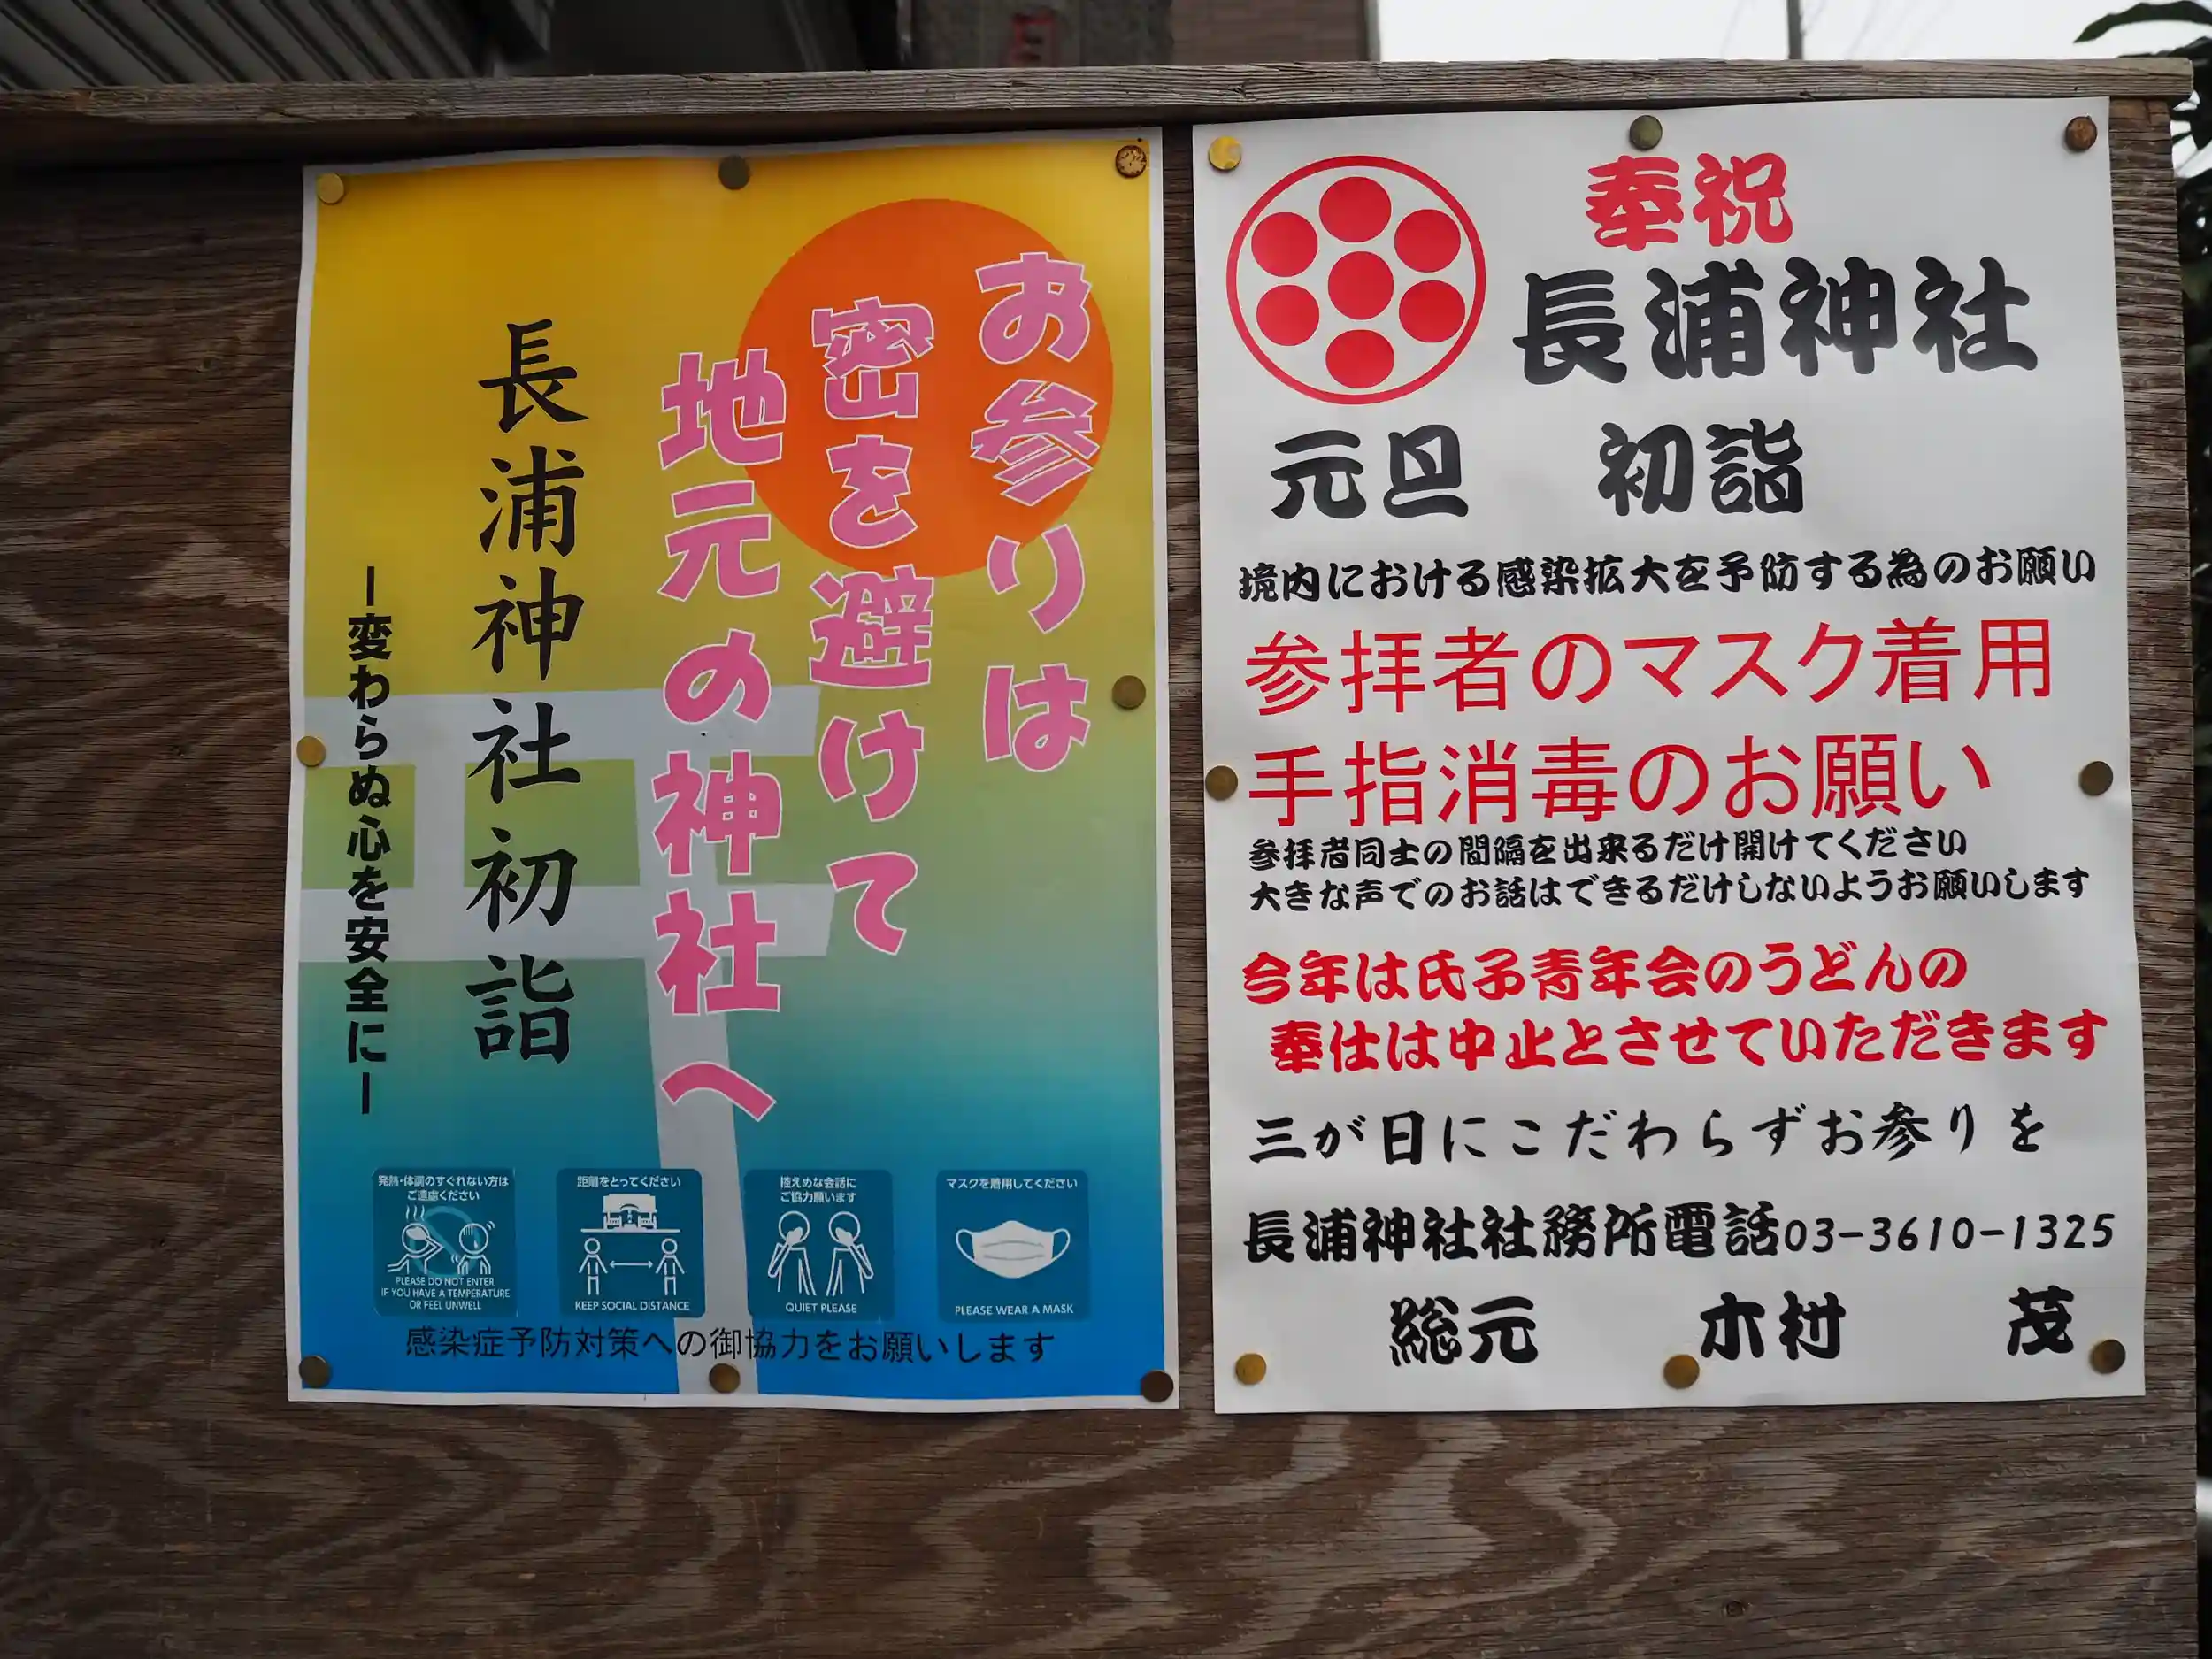 お参りは
密を避けて
地元の神社へ
長浦神社初詣
ー変わらぬ心を安全にー
発熱・体調のすぐれない方は
ご遠慮ください
PLEASE DO NOT ENTER
IF YOU HAVE A TEMPERATURE
OR FEEL UNWELL
距離をとってください
KEEP SOCIAL DISTANCE
控えめな会話に
ご協力願います
QUIET PLEASE
マスクを着用してください
PLEASE WEAR A MASK
感染症予防対策への御協力をお願いします
奉祝
長浦神社
元旦 初詣
境内における感染拡大を予防する為のお願い
参拝者のマスク着用
手指消毒のお願い
参拝者同士の間隔を出来るだけ開けてください
大きな声でのお話はできるだけしないようお願いします
今年は氏子青年会のうどんの
奉仕は中止とさせていただきます
三が日にこだわらずお参りを
長浦神社社務所電話03-3610-1325
総元 木村 茂